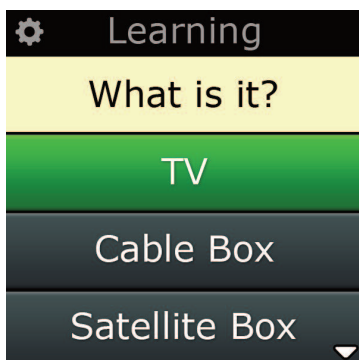 Learning
What is it?
TV
Cable Box
Satellite Box